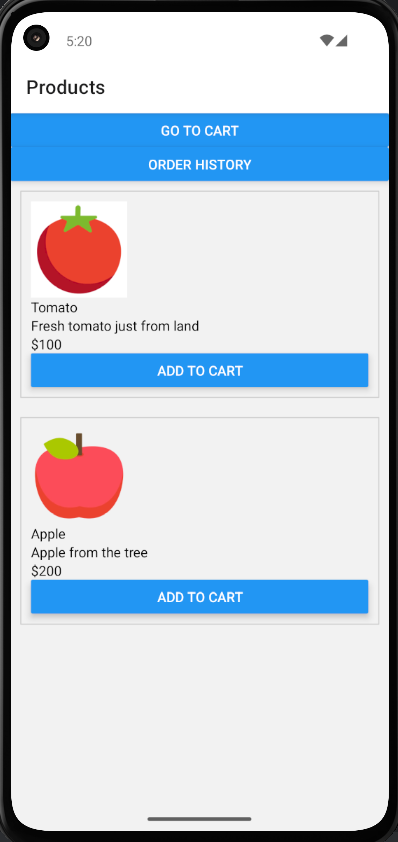 5:20
Products
GO TO CART
ORDER HISTORY
Tomato
Fresh tomato just from land
$100
ADD TO CART
Apple
Apple from the tree
$200
ADD TO CART